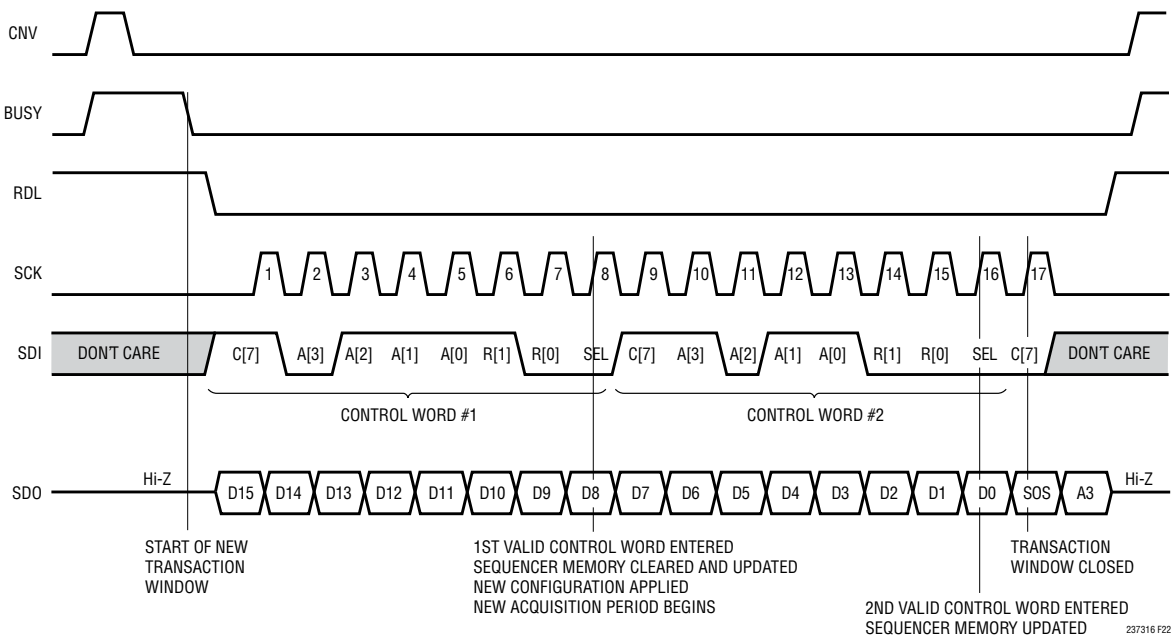 CNV
BUSY
RDL
SCK
1 2 3 4 5 6 7 8 9 10 11 12 13 14 15 16 17
SDI
DON'T CARE C[7] A[3] A[2] A[1] A[0] R[1] R[0] SEL C[7] A[3] A[2] A[1] A[0] R[1] R[0] SEL C[7] DON'T CARE
CONTROL WORD #1 CONTROL WORD #2
SDO
Hi-Z D15 D14 D13 D12 D11 D10 D9 D8 D7 D6 D5 D4 D3 D2 D1 D0 SOS A3 Hi-Z
START OF NEW
TRANSACTION
WINDOW
1ST VALID CONTROL WORD ENTERED
SEQUENCER MEMORY CLEARED AND UPDATED
NEW CONFIGURATION APPLIED
NEW ACQUISITION PERIOD BEGINS
TRANSACTION
WINDOW CLOSED
2ND VALID CONTROL WORD ENTERED
SEQUENCER MEMORY UPDATED
237316 F22